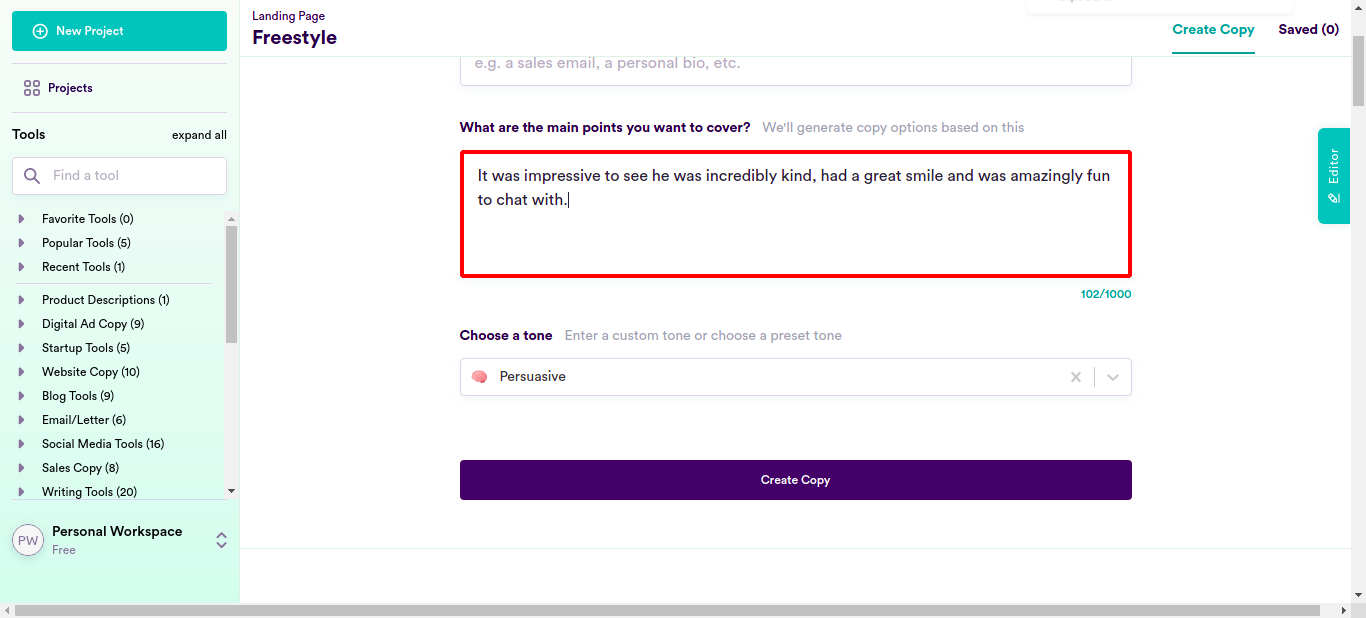 New Project
Projects
Tools
expand all
Find a tool
Favorite Tools (0)
Popular Tools (5)
Recent Tools (1)
Product Descriptions (1)
Digital Ad Copy (9)
Startup Tools (5)
Website Copy (10)
Blog Tools (9)
Email/Letter (6)
Social Media Tools (16)
Sales Copy (8)
Writing Tools (20)
PW
Personal Workspace
Free
Landing Page
Freestyle
Create Copy
Saved (0)
e.g. a sales email, a personal bio, etc.
What are the main points you want to cover? We'll generate copy options based on this
It was impressive to see he was incredibly kind, had a great smile and was amazingly fun
to chat with.
102/1000
Choose a tone Enter a custom tone or choose a preset tone
Persuasive
Create Copy
Editor